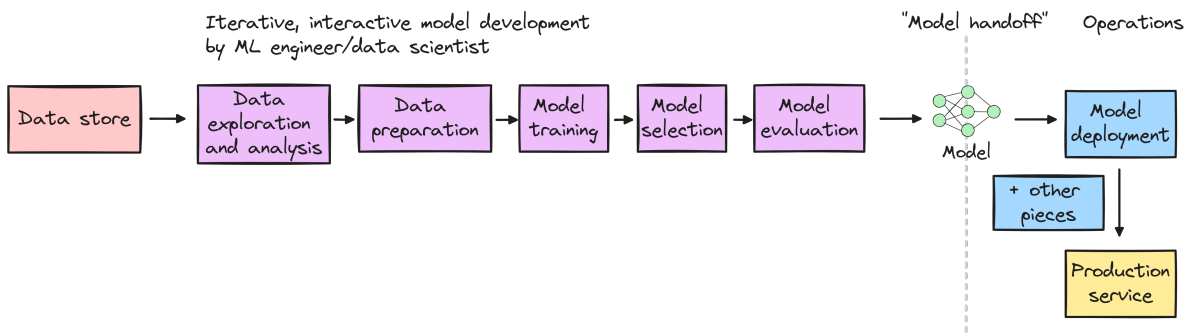 Iterative, interactive model development
by ML engineer/data scientist
"Model handoff"
Operations
Data store
Data
exploration
and analysis
Data
preparation
Model
training
Model
selection
Model
evaluation
Model
Model
deployment
+ other
pieces
Production
service